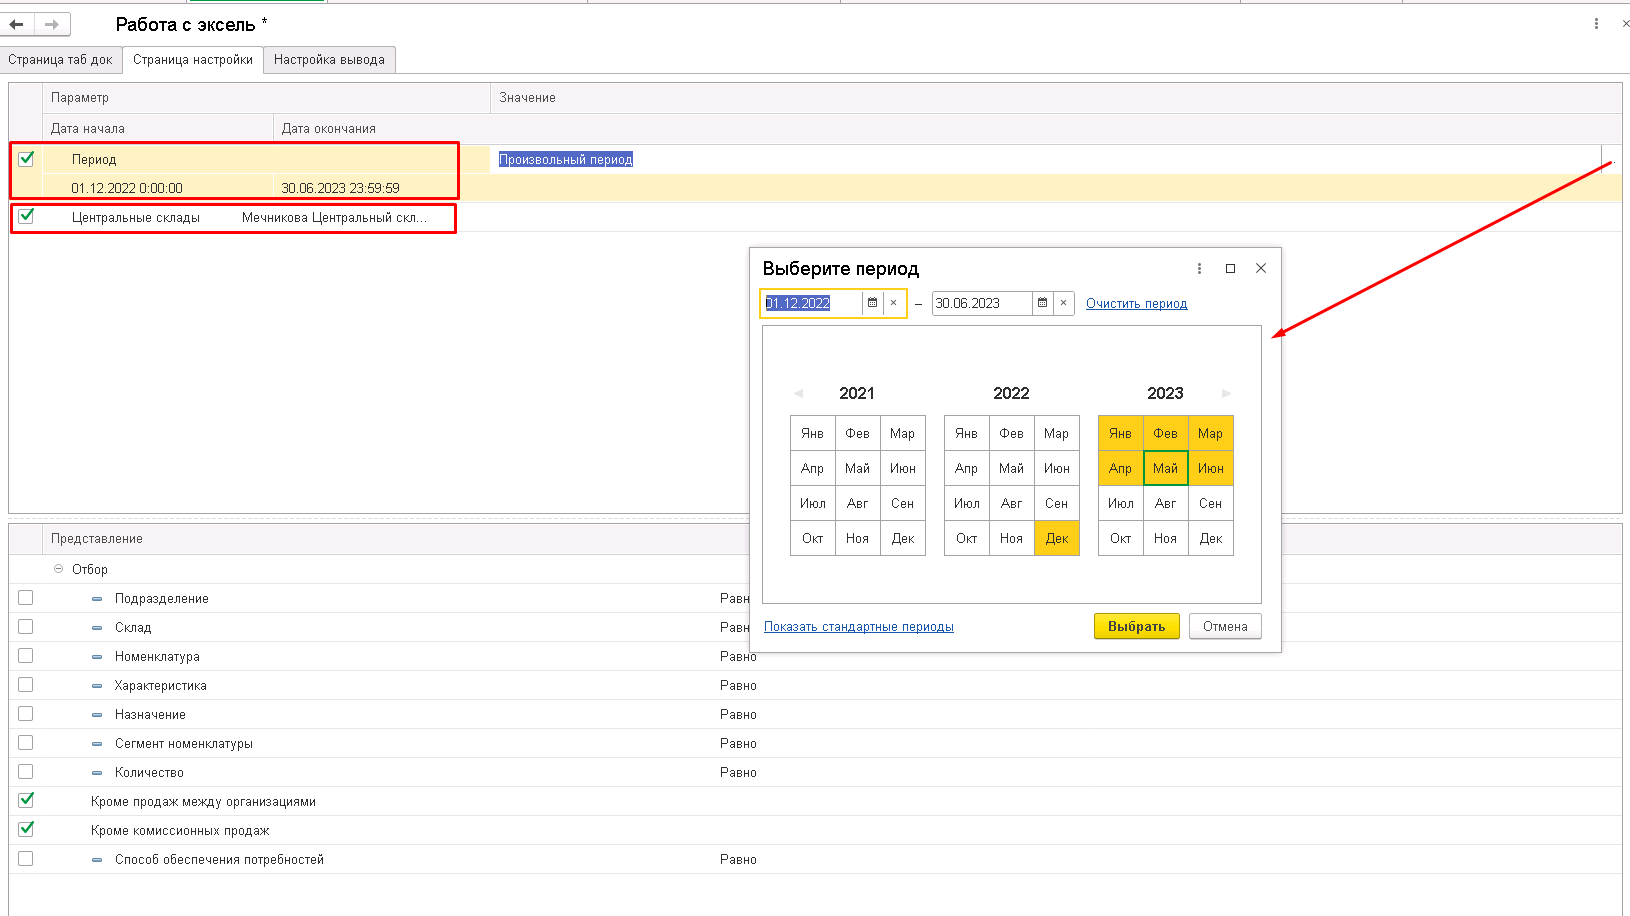 Работа с эксель *
Страница таб док Страница настройки Настройка вывода
Параметр Значение
Дата начала Дата окончания
Период Произвольный период
01.12.2022 0:00:00 30.06.2023 23:59:59
Центральные склады Мечникова Центральный скл...
Выберите период
01.12.2022 – 30.06.2023 Очистить период
2021 2022 2023
Янв Фев Мар Янв Фев Мар Янв Фев Мар
Апр Май Июн Апр Май Июн Апр Май Июн
Июл Авг Сен Июл Авг Сен Июл Авг Сен
Окт Ноя Дек Окт Ноя Дек Окт Ноя Дек
Показать стандартные периоды Выбрать Отмена
Представление
Отбор
Подразделение Равн
Склад Равн
Номенклатура Равно
Характеристика Равно
Назначение Равно
Сегмент номенклатуры Равно
Количество Равно
Кроме продаж между организациями
Кроме комиссионных продаж
Способ обеспечения потребностей Равно